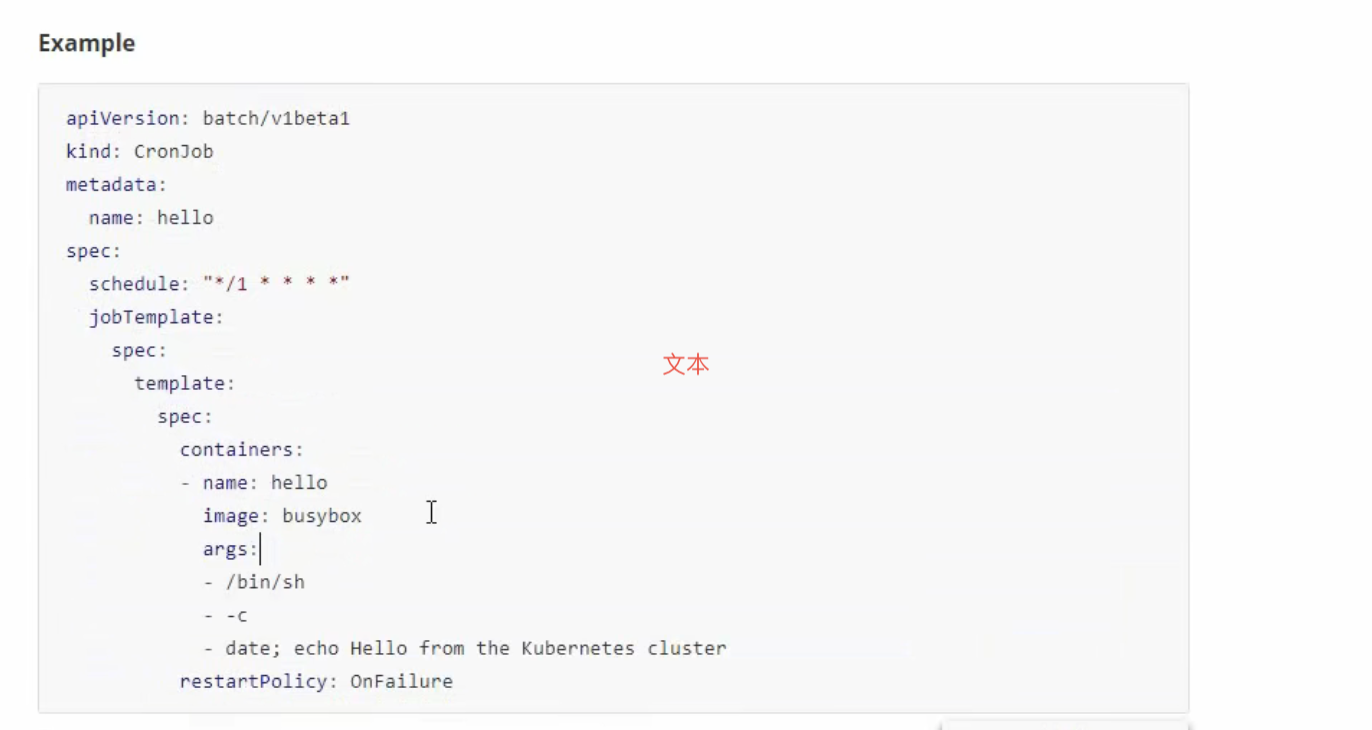 Example
apiVersion: batch/v1beta1
kind: CronJob
metadata:
  name: hello
spec:
  schedule: "*/1 * * * *"
  jobTemplate:
    spec:
      template:
        spec:
          containers:
          - name: hello
            image: busybox
            args:
            - /bin/sh
            - -c
            - date; echo Hello from the Kubernetes cluster
          restartPolicy: OnFailure
文本